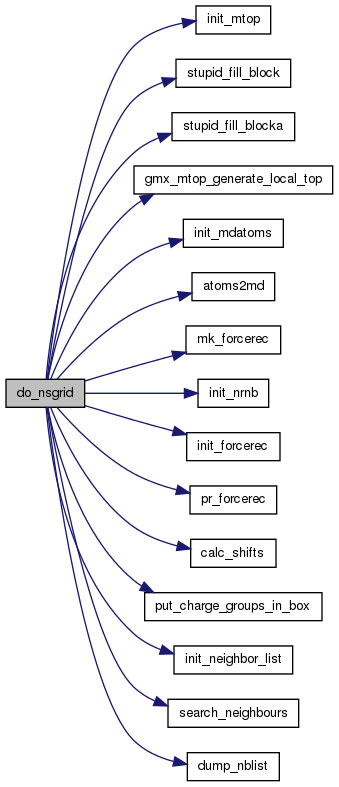 init_mtop
stupid_fill_block
stupid_fill_blocka
gmx_mtop_generate_local_top
init_mdatoms
atoms2md
mk_forcerec
do_nsgrid
init_nrnb
init_forcerec
pr_forcerec
calc_shifts
put_charge_groups_in_box
init_neighbor_list
search_neighbours
dump_nblist